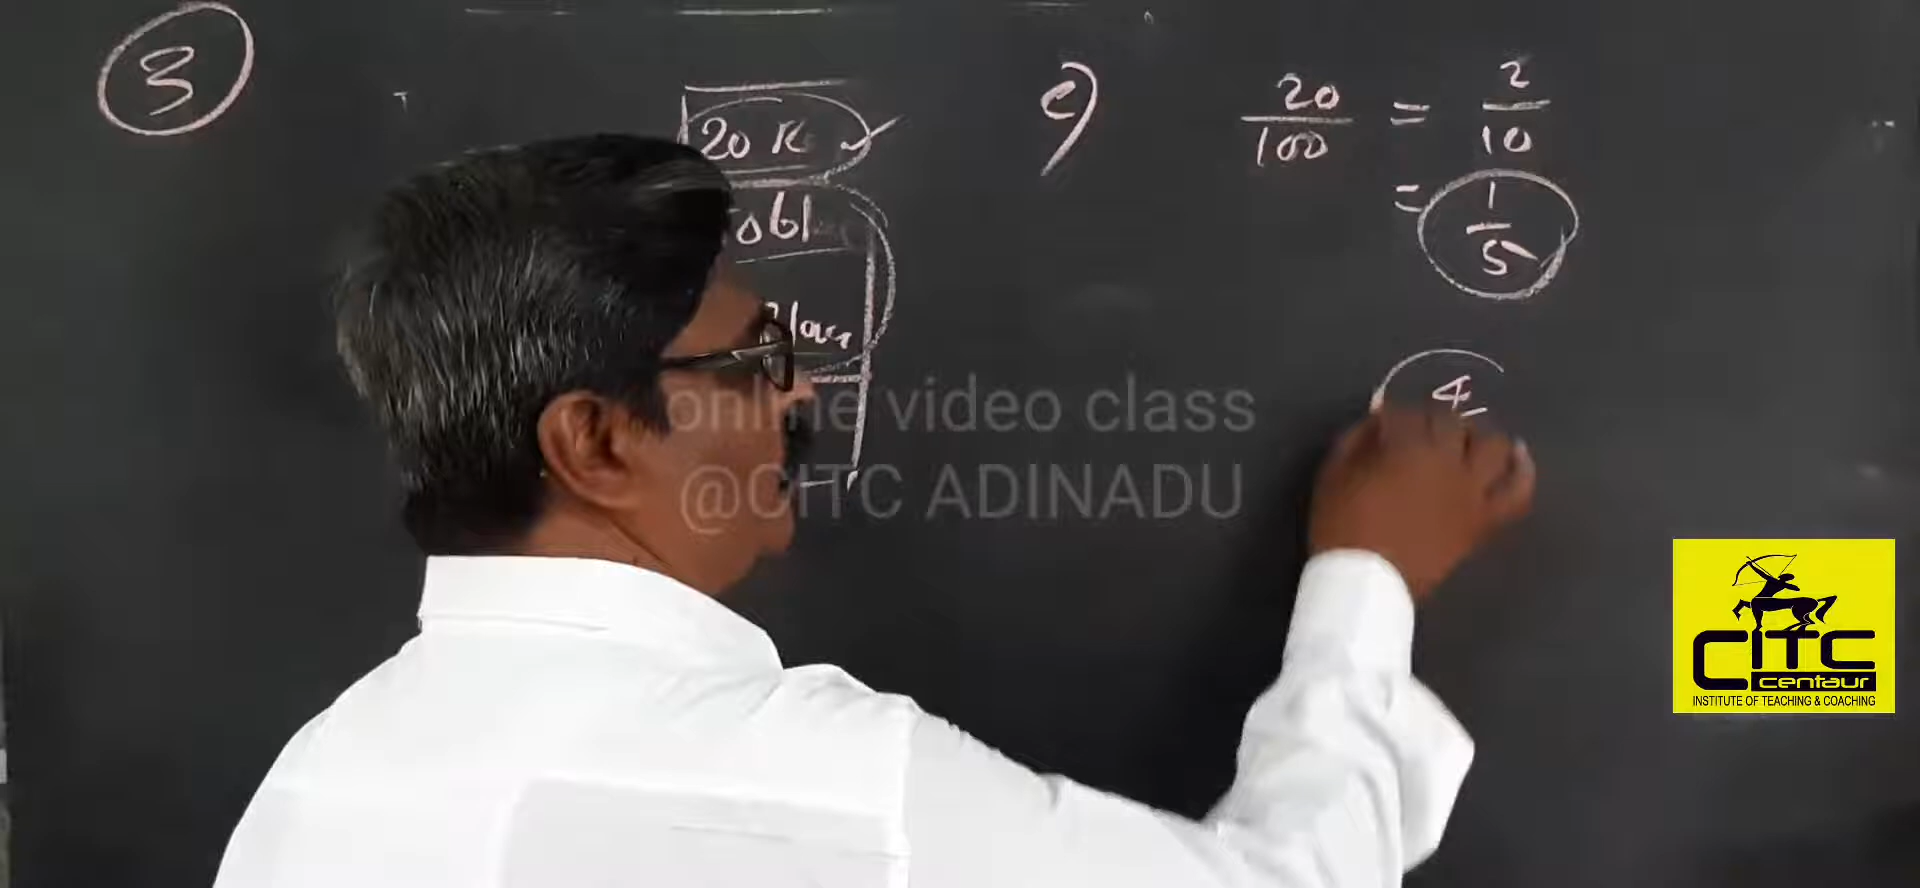 3
20 R
c)
20/100 = 2/10
= 1/5
4
online video class
@CITC ADINADU
CITC
centaur
INSTITUTE OF TEACHING & COACHING